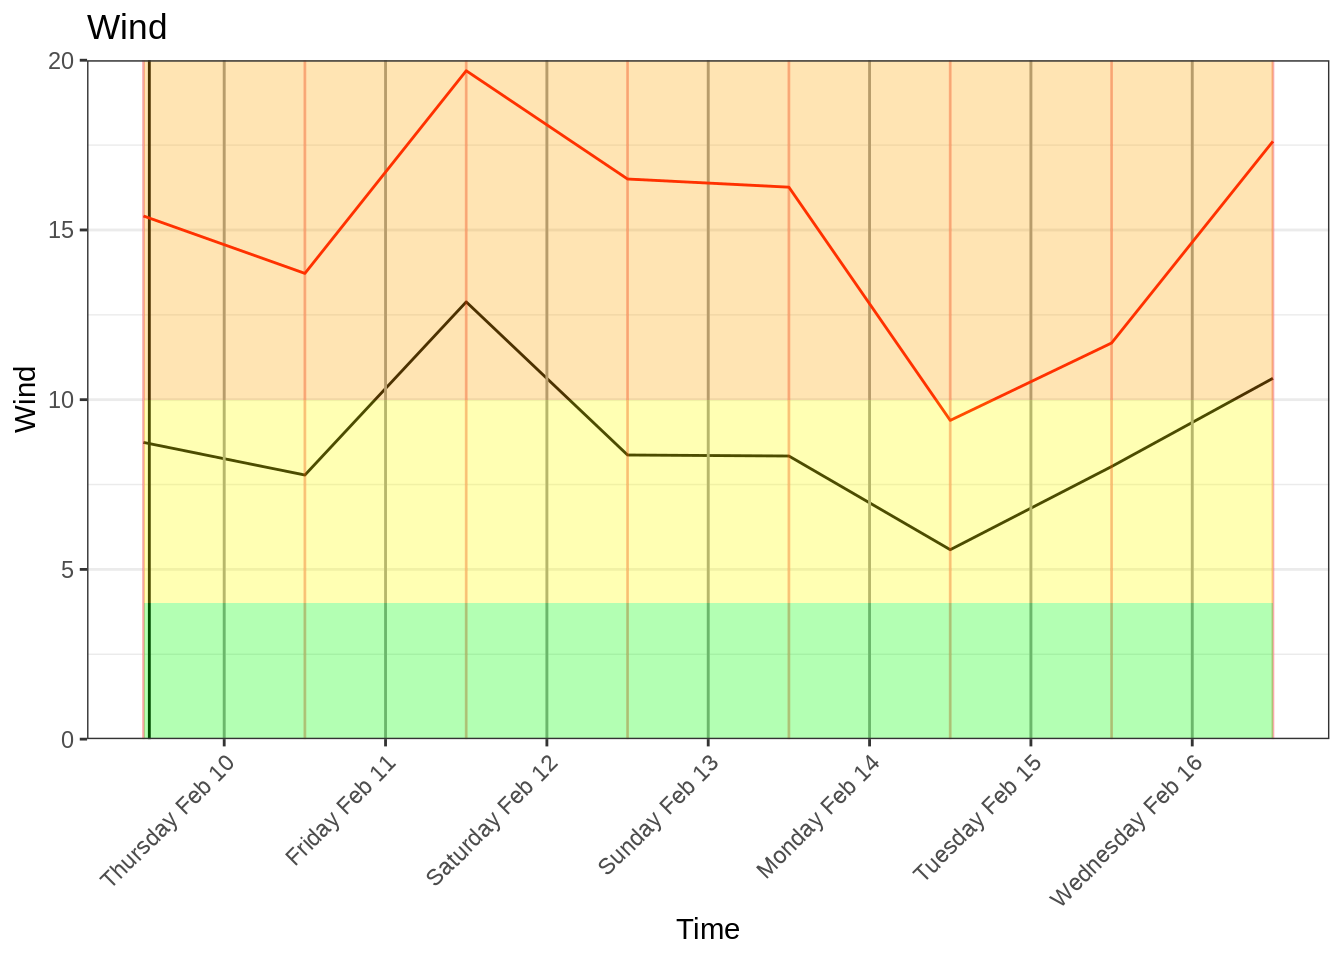 Wind
20
15
10
5
0
Wind
Thursday Feb 10
Friday Feb 11
Saturday Feb 12
Sunday Feb 13
Monday Feb 14
Tuesday Feb 15
Wednesday Feb 16
Time